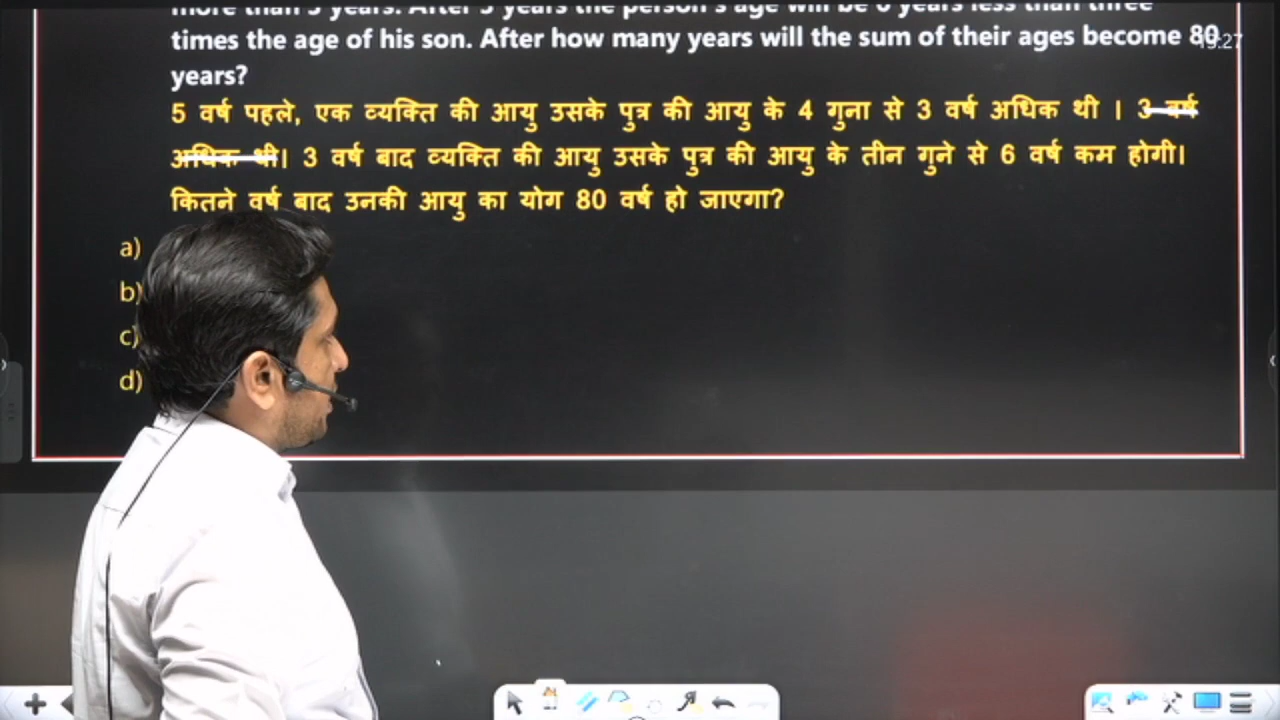 times the age of his son. After how many years will the sum of their ages become 80
years?
5 वर्ष पहले, एक व्यक्ति की आयु उसके पुत्र की आयु के 4 गुना से 3 वर्ष अधिक थी । 3 वर्ष
अधिक थी। 3 वर्ष बाद व्यक्ति की आयु उसके पुत्र की आयु के तीन गुने से 6 वर्ष कम होगी।
कितने वर्ष बाद उनकी आयु का योग 80 वर्ष हो जाएगा?
a)
b)
c)
d)